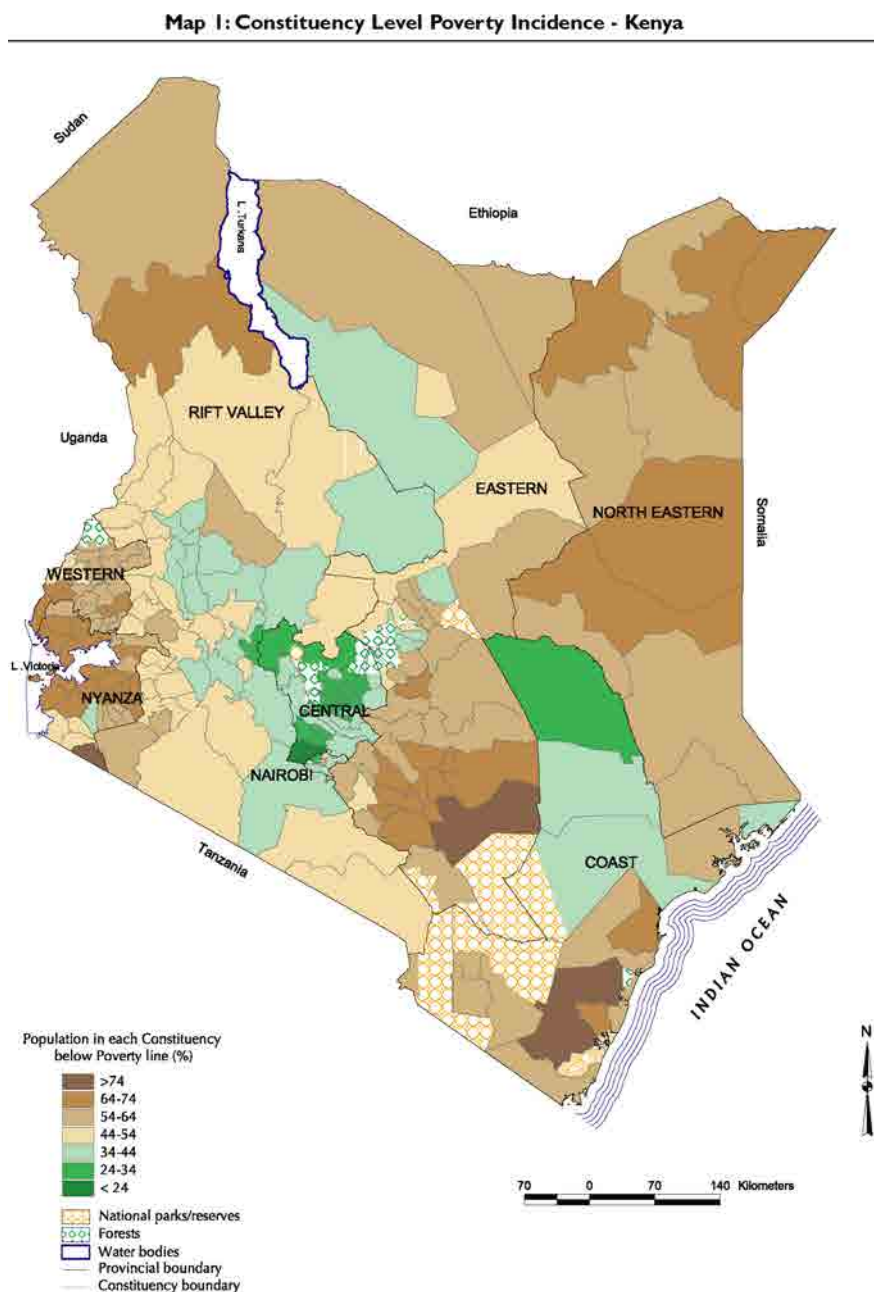 Map 1: Constituency Level Poverty Incidence - Kenya
Sudan
L. Turkana
Ethiopia
RIFT VALLEY
Uganda
EASTERN
NORTH EASTERN
Somalia
WESTERN
L. Victoria
NYANZA
CENTRAL
NAIROBI
Tanzania
COAST
INDIAN OCEAN
N
Population in each Constituency
below Poverty line (%)
>74
64-74
54-64
44-54
34-44
24-34
< 24
70 0 70 140 Kilometers
National parks/reserves
Forests
Water bodies
Provincial boundary
Constituency boundary